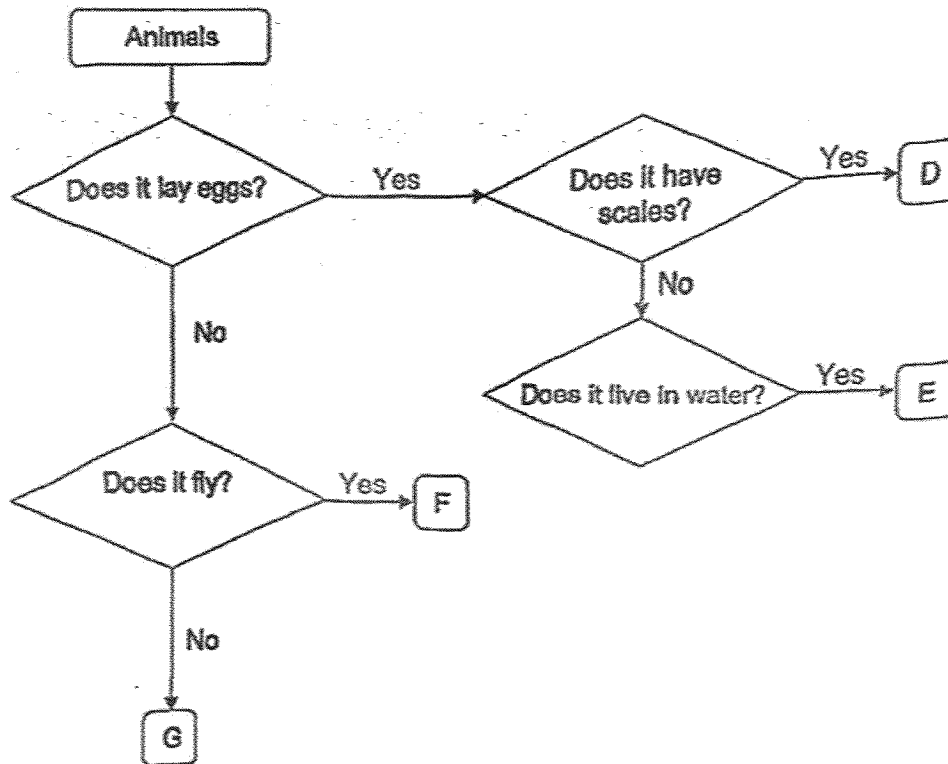 Animals
Does it lay eggs?
Yes
Does it have
scales?
Yes
D
No
Does it live in water?
Yes
E
No
Does it fly?
Yes
F
No
G